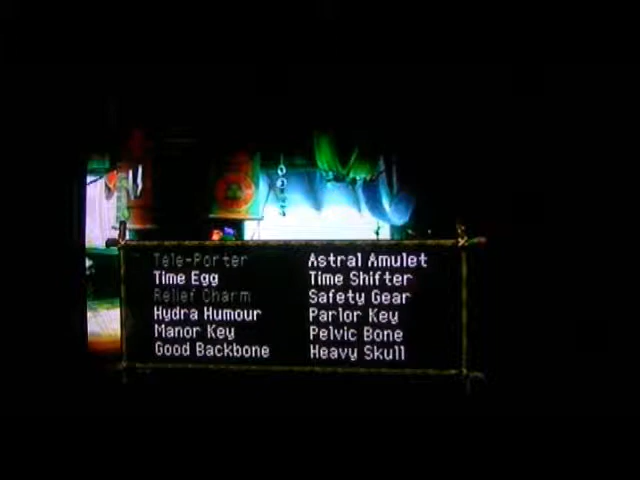 Tele-Porter Astral Amulet
Time Egg Time Shifter
Relief Charm Safety Gear
Hydra Humour Parlor Key
Manor Key Pelvic Bone
Good Backbone Heavy Skull